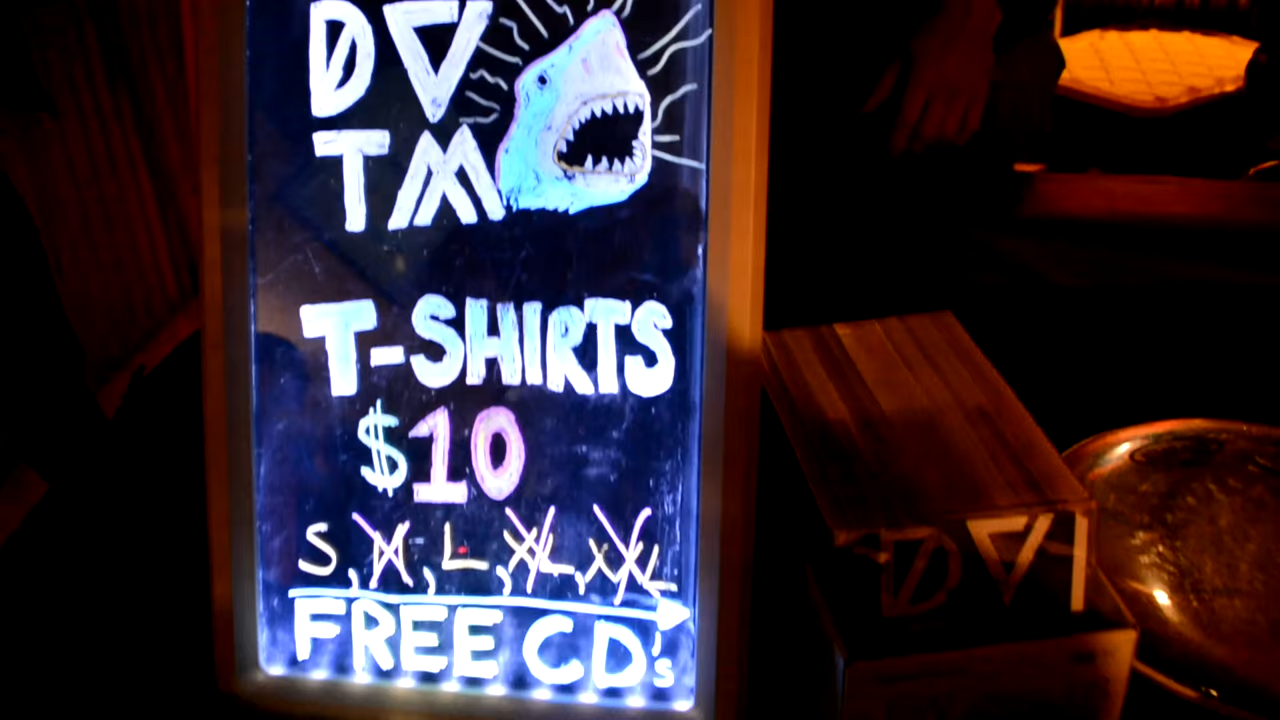 DV
TM
T-SHIRTS
$10
S, M, L, XL, XXL
FREE CD's
DV